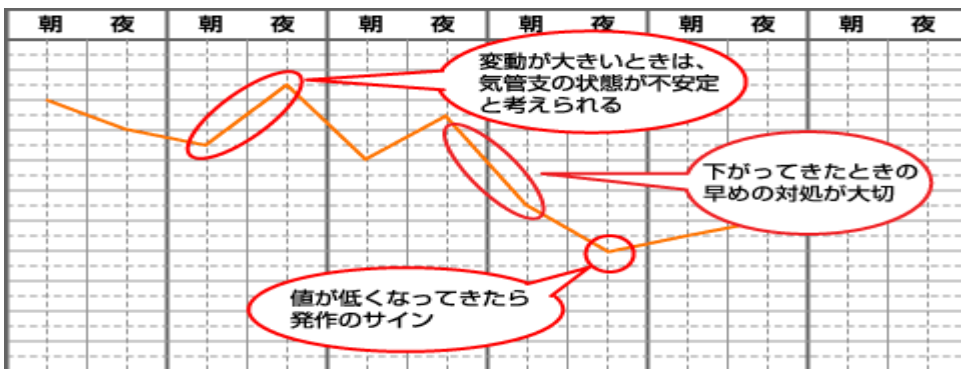 朝 夜 朝 夜 朝 夜 朝 夜 朝 夜 朝 夜
変動が大きいときは、
気管支の状態が不安定
と考えられる
下がってきたときの
早めの対処が大切
値が低くなってきたら
発作のサイン